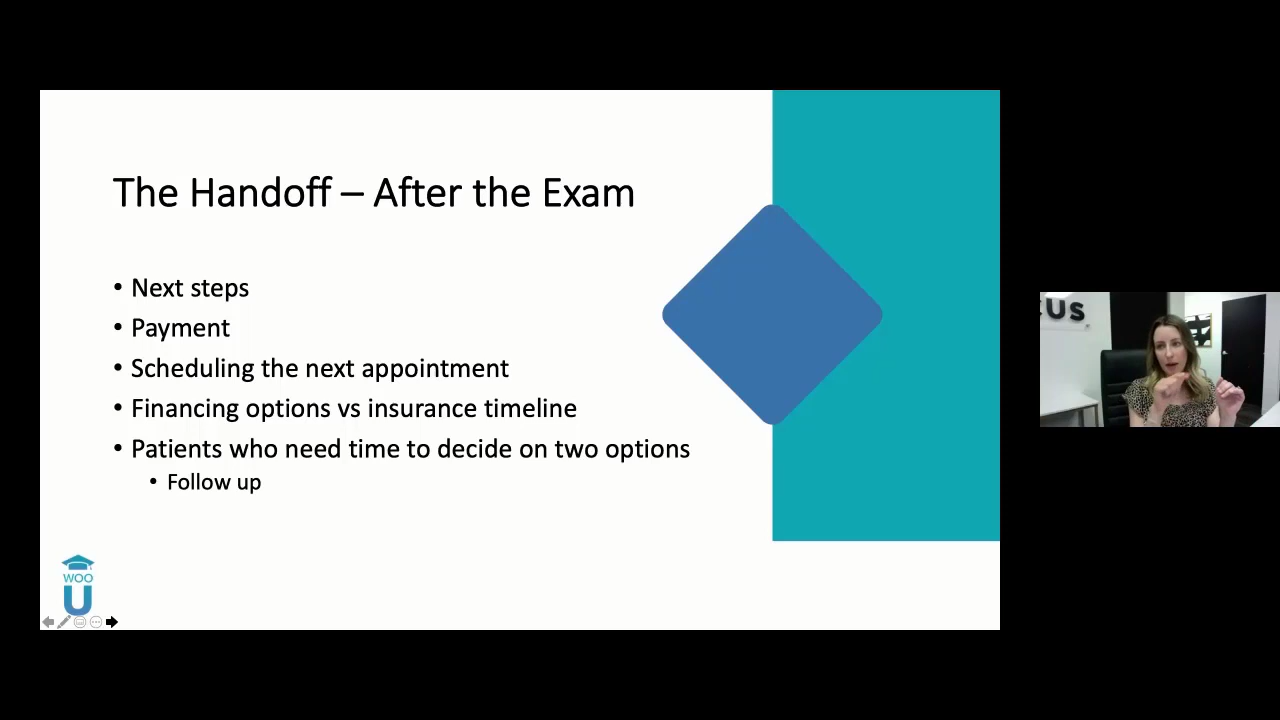 The Handoff – After the Exam
• Next steps
• Payment
• Scheduling the next appointment
• Financing options vs insurance timeline
• Patients who need time to decide on two options
• Follow up
WOO
U
us